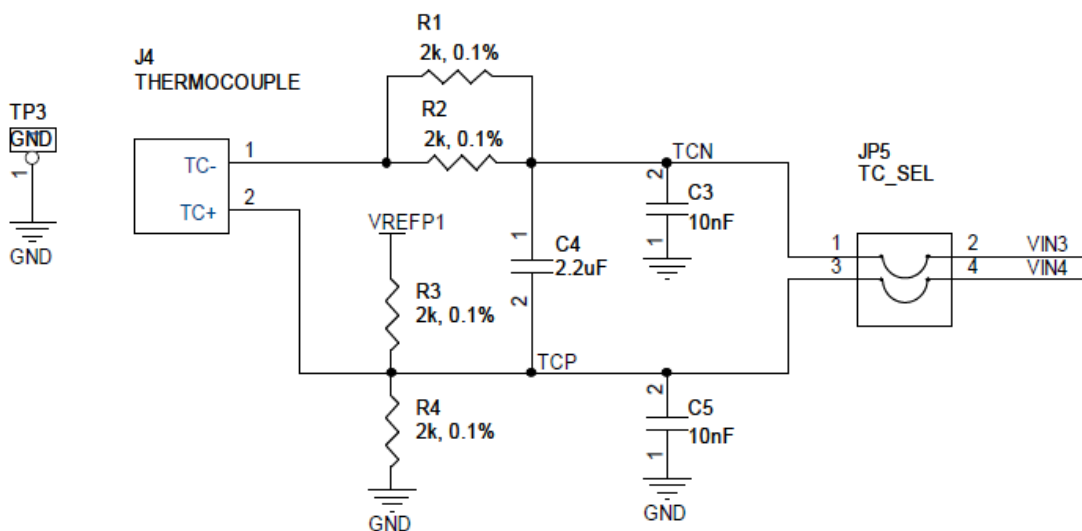 R1
2k, 0.1%
J4
THERMOCOUPLE
R2
2k, 0.1%
TP3
GND
1
GND
TC-
1
TC+
2
VREFP1
R3
2k, 0.1%
R4
2k, 0.1%
GND
1
C4
2.2uF
2
TCN
2
C3
10nF
1
TCP
2
C5
10nF
1
GND
JP5
TC_SEL
1
2
VIN3
3
4
VIN4